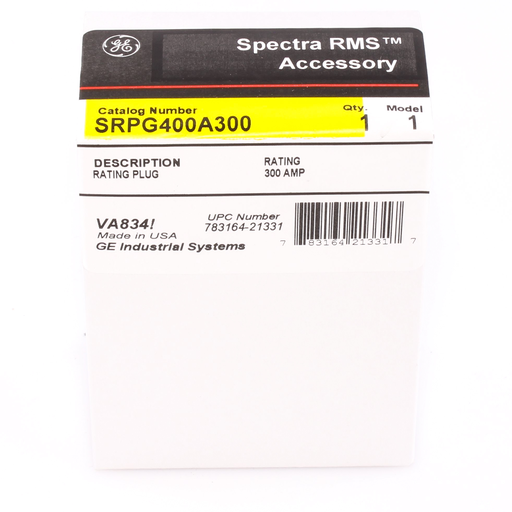 GE
Spectra RMS™
Accessory
Catalog Number Qty. Model
SRPG400A300 1 1
DESCRIPTION RATING
RATING PLUG 300 AMP
VA834! UPC Number
Made in USA 783164-21331
GE Industrial Systems
7 83164 21331 7